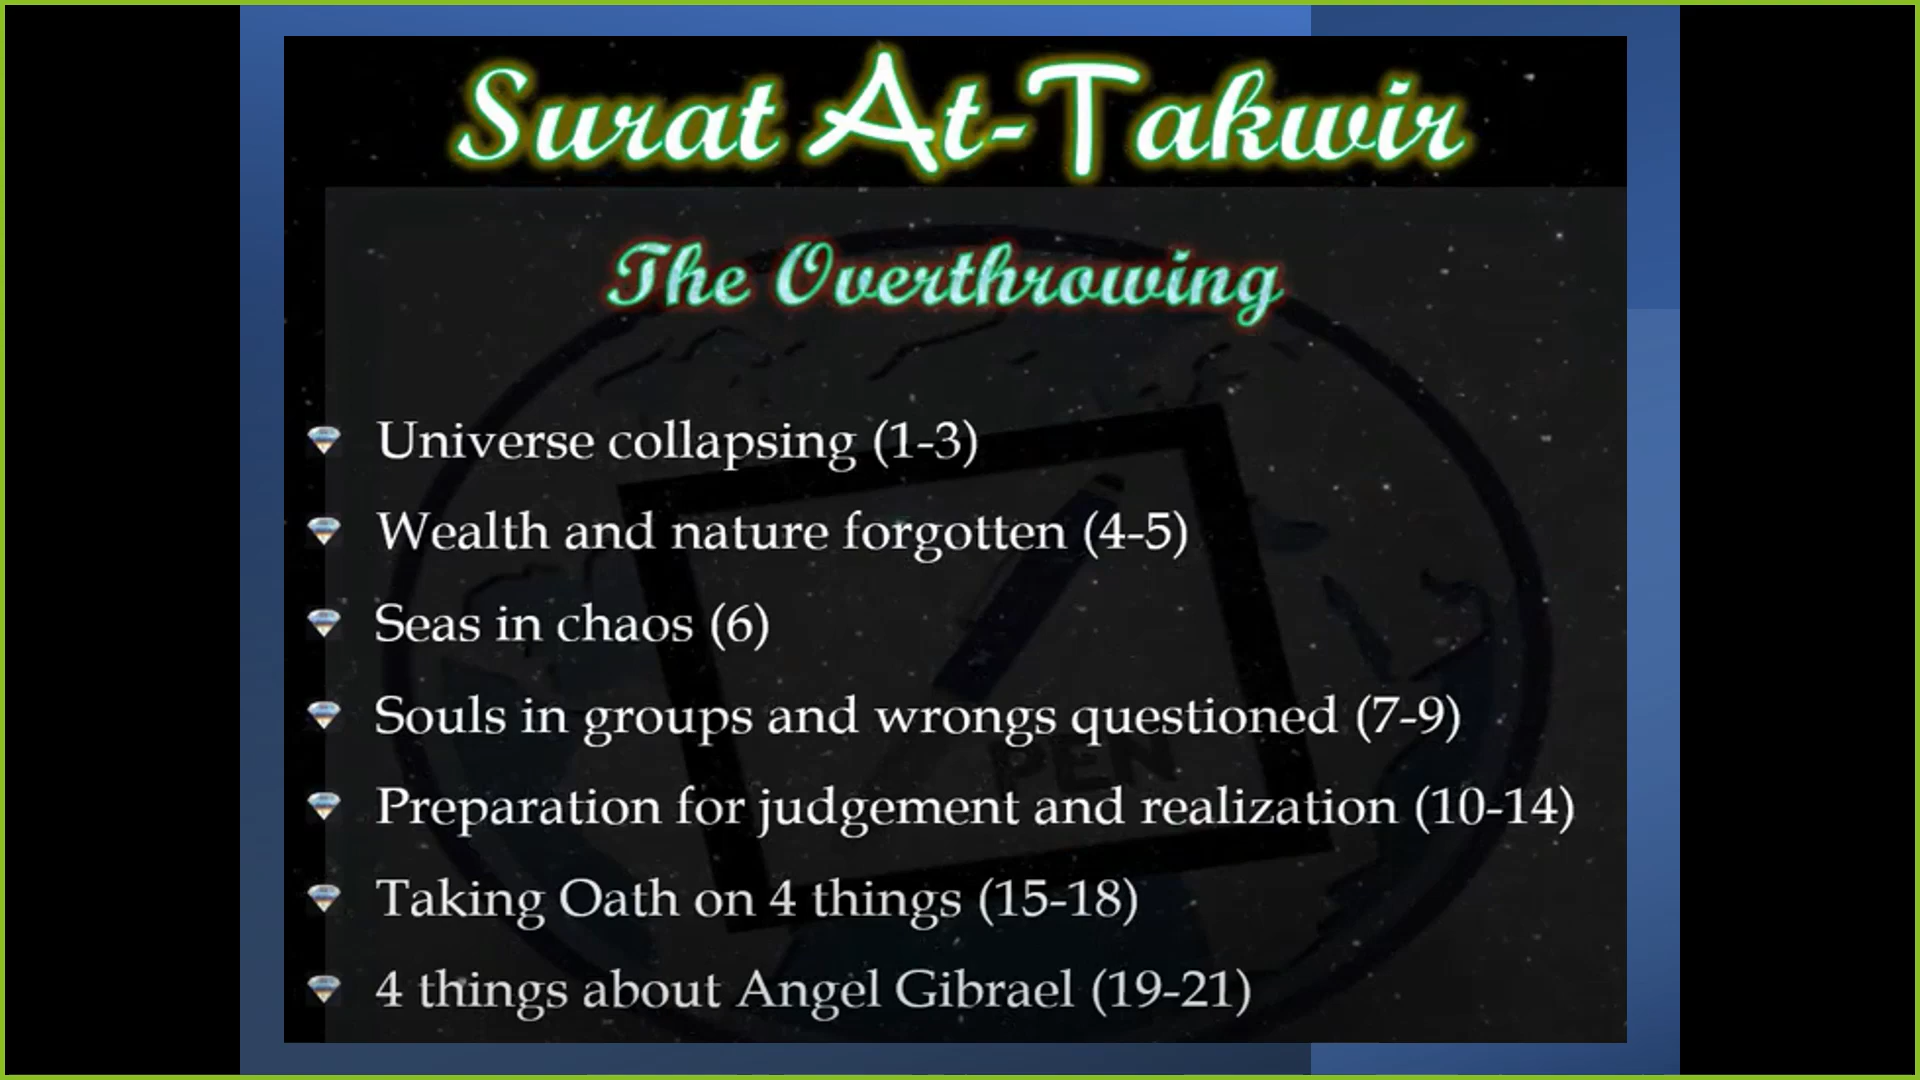 Surat At-Takwir
The Overthrowing
Universe collapsing (1-3)
Wealth and nature forgotten (4-5)
Seas in chaos (6)
Souls in groups and wrongs questioned (7-9)
PEN
Preparation for judgement and realization (10-14)
Taking Oath on 4 things (15-18)
4 things about Angel Gibrael (19-21)